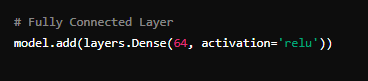 # Fully Connected Layer
model.add(layers.Dense(64, activation='relu'))